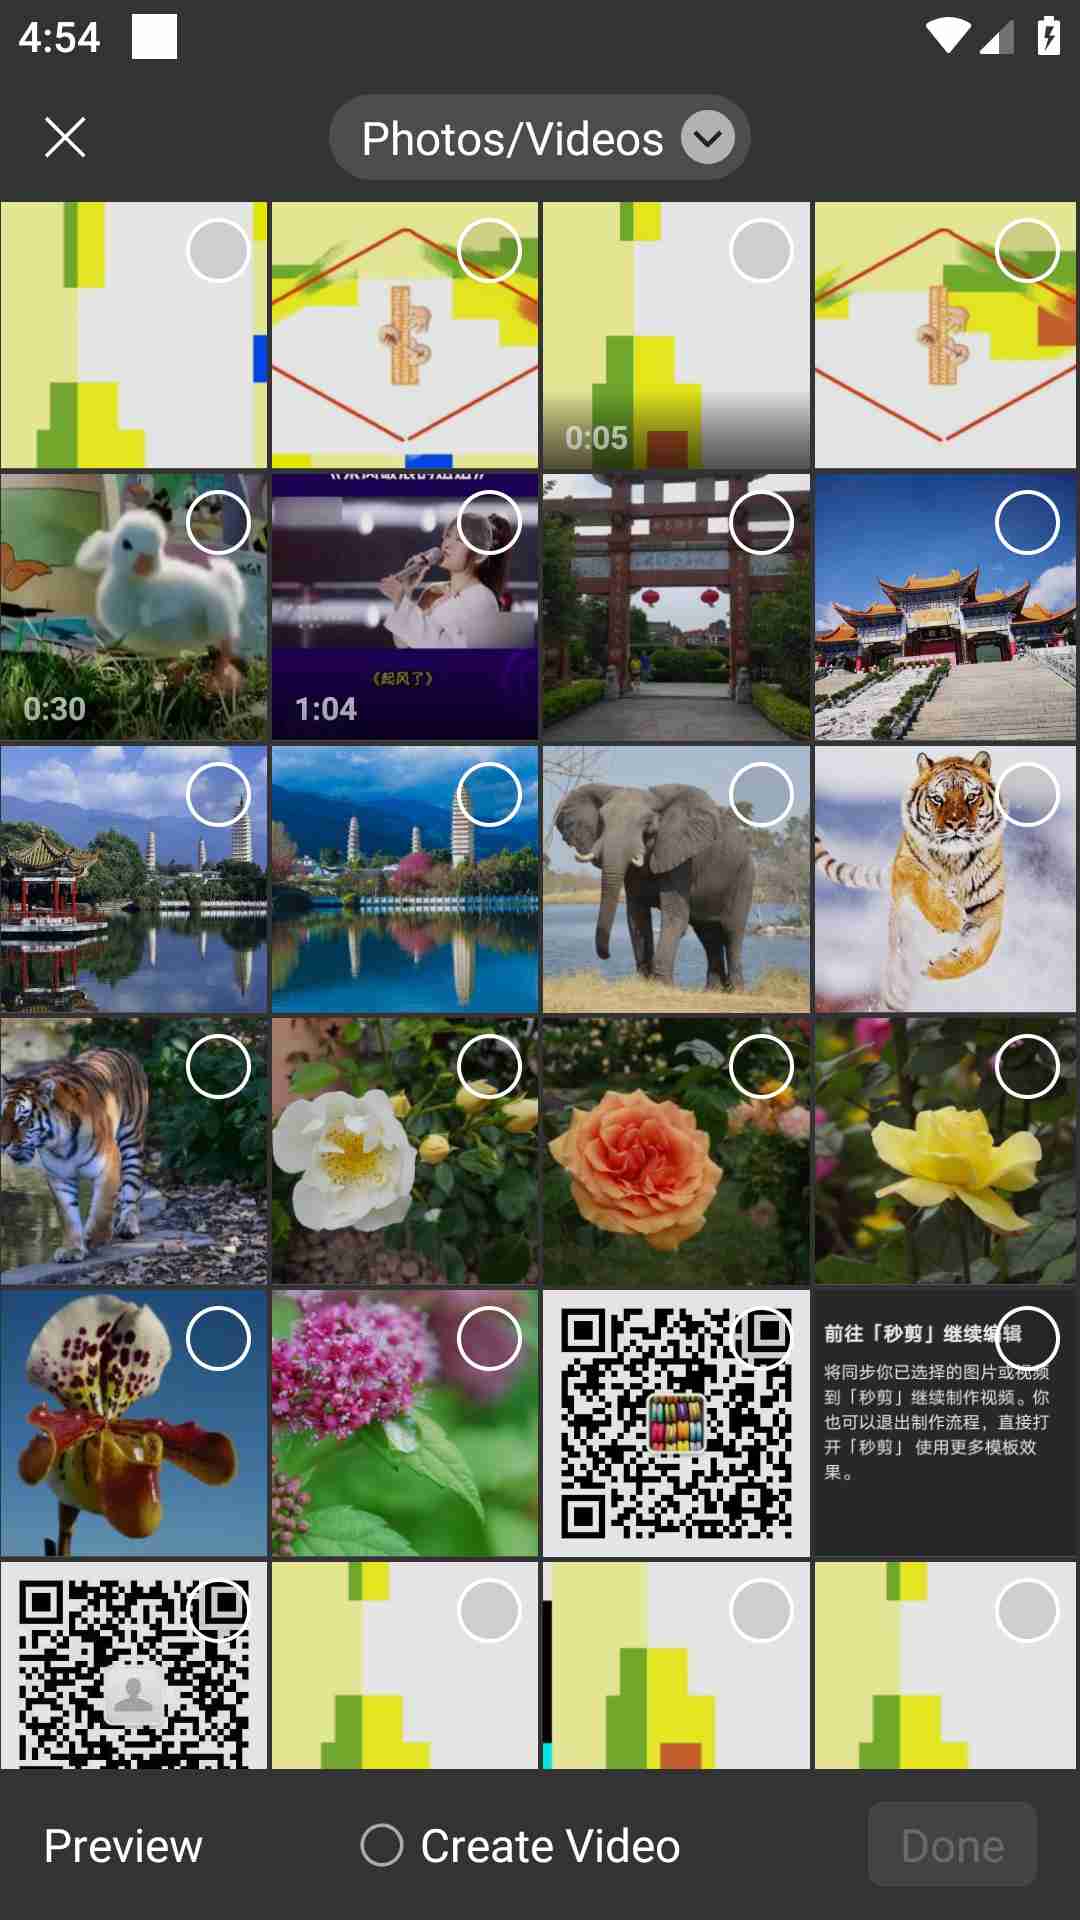 4:54
Photos/Videos
0:05
0:30
《起风了》
1:04
前往「秒剪」继续编辑
将同步你已选择的图片或视频
到「秒剪」继续制作视频。你
也可以退出制作流程，直接打
开「秒剪」 使用更多模板效
果。
Preview
Create Video
Done